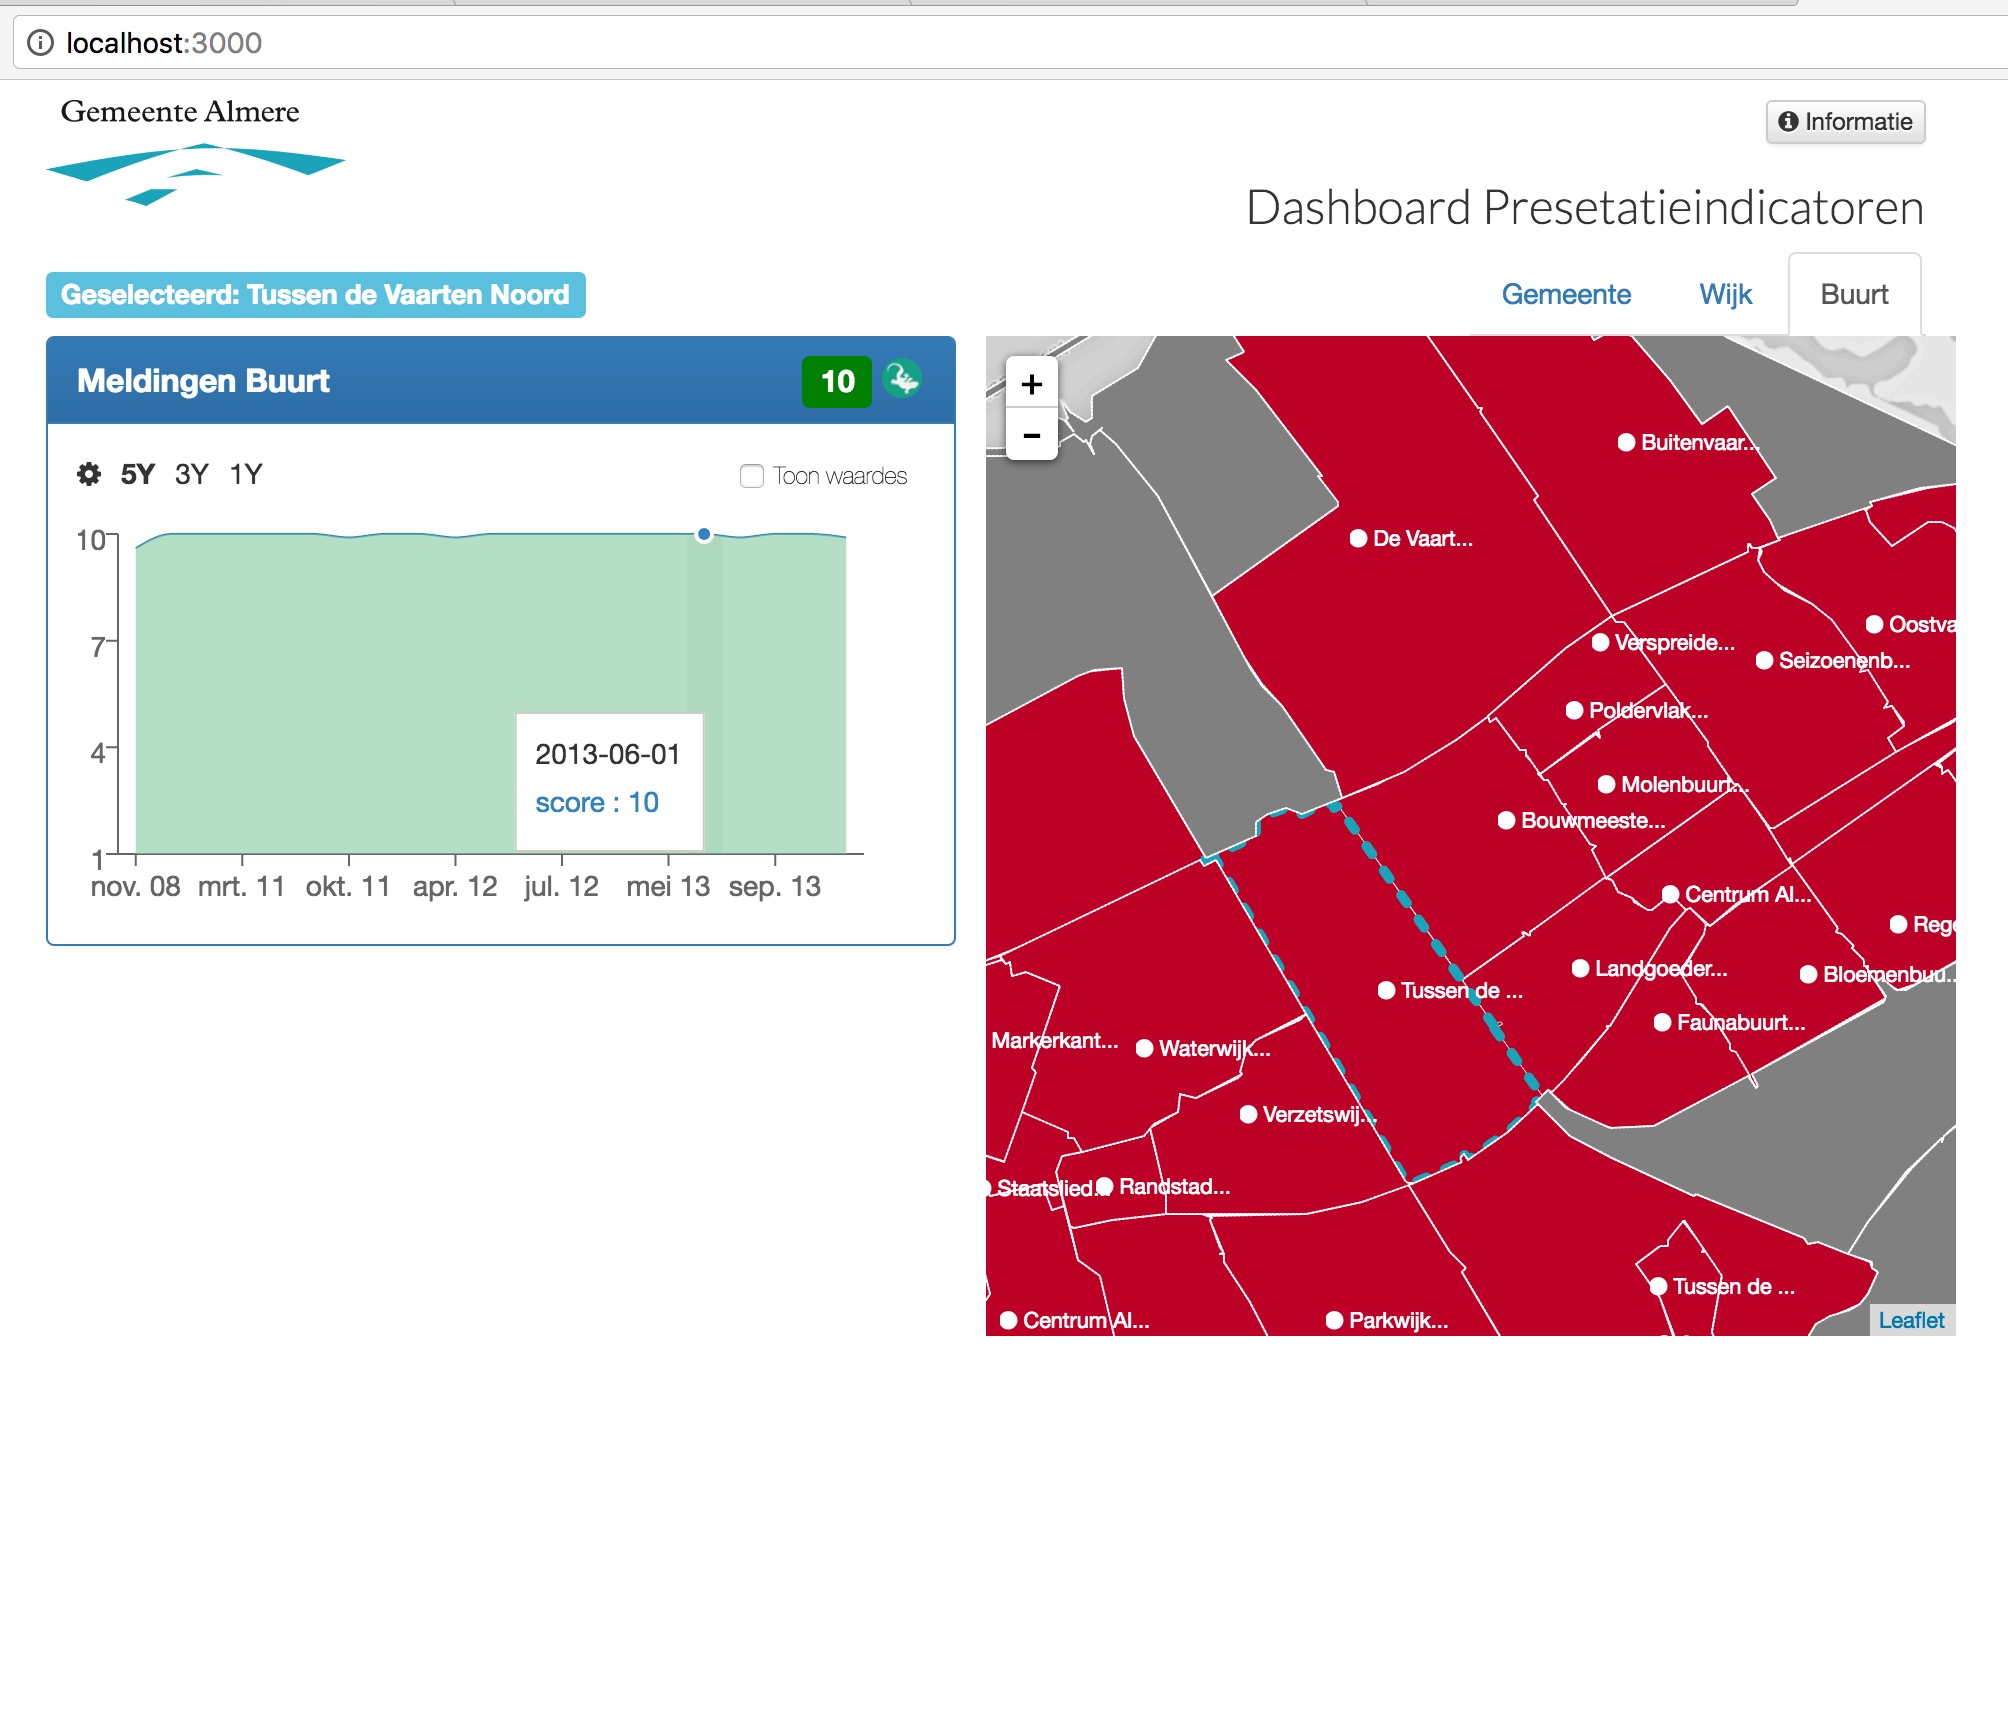 localhost:3000
Gemeente Almere
Informatie
Dashboard Presetatieindicatoren
Geselecteerd: Tussen de Vaarten Noord
Gemeente Wijk Buurt
Meldingen Buurt 10
5Y 3Y 1Y Toon waardes
10
7
4
1
2013-06-01
score : 10
nov. 08 mrt. 11 okt. 11 apr. 12 jul. 12 mei 13 sep. 13
+
-
Buitenvaar...
De Vaart...
Oostva
Verspreide...
Seizoenenb...
Poldervlak...
Molenbuurt...
Bouwmeeste...
Centrum Al...
Rege
Landgoeder...
Bloemenbuu...
Tussen de ...
Faunabuurt...
Markerkant...
Waterwijk...
Verzetswij...
Staatslied...
Randstad...
Tussen de ...
Centrum Al...
Parkwijk...
Leaflet